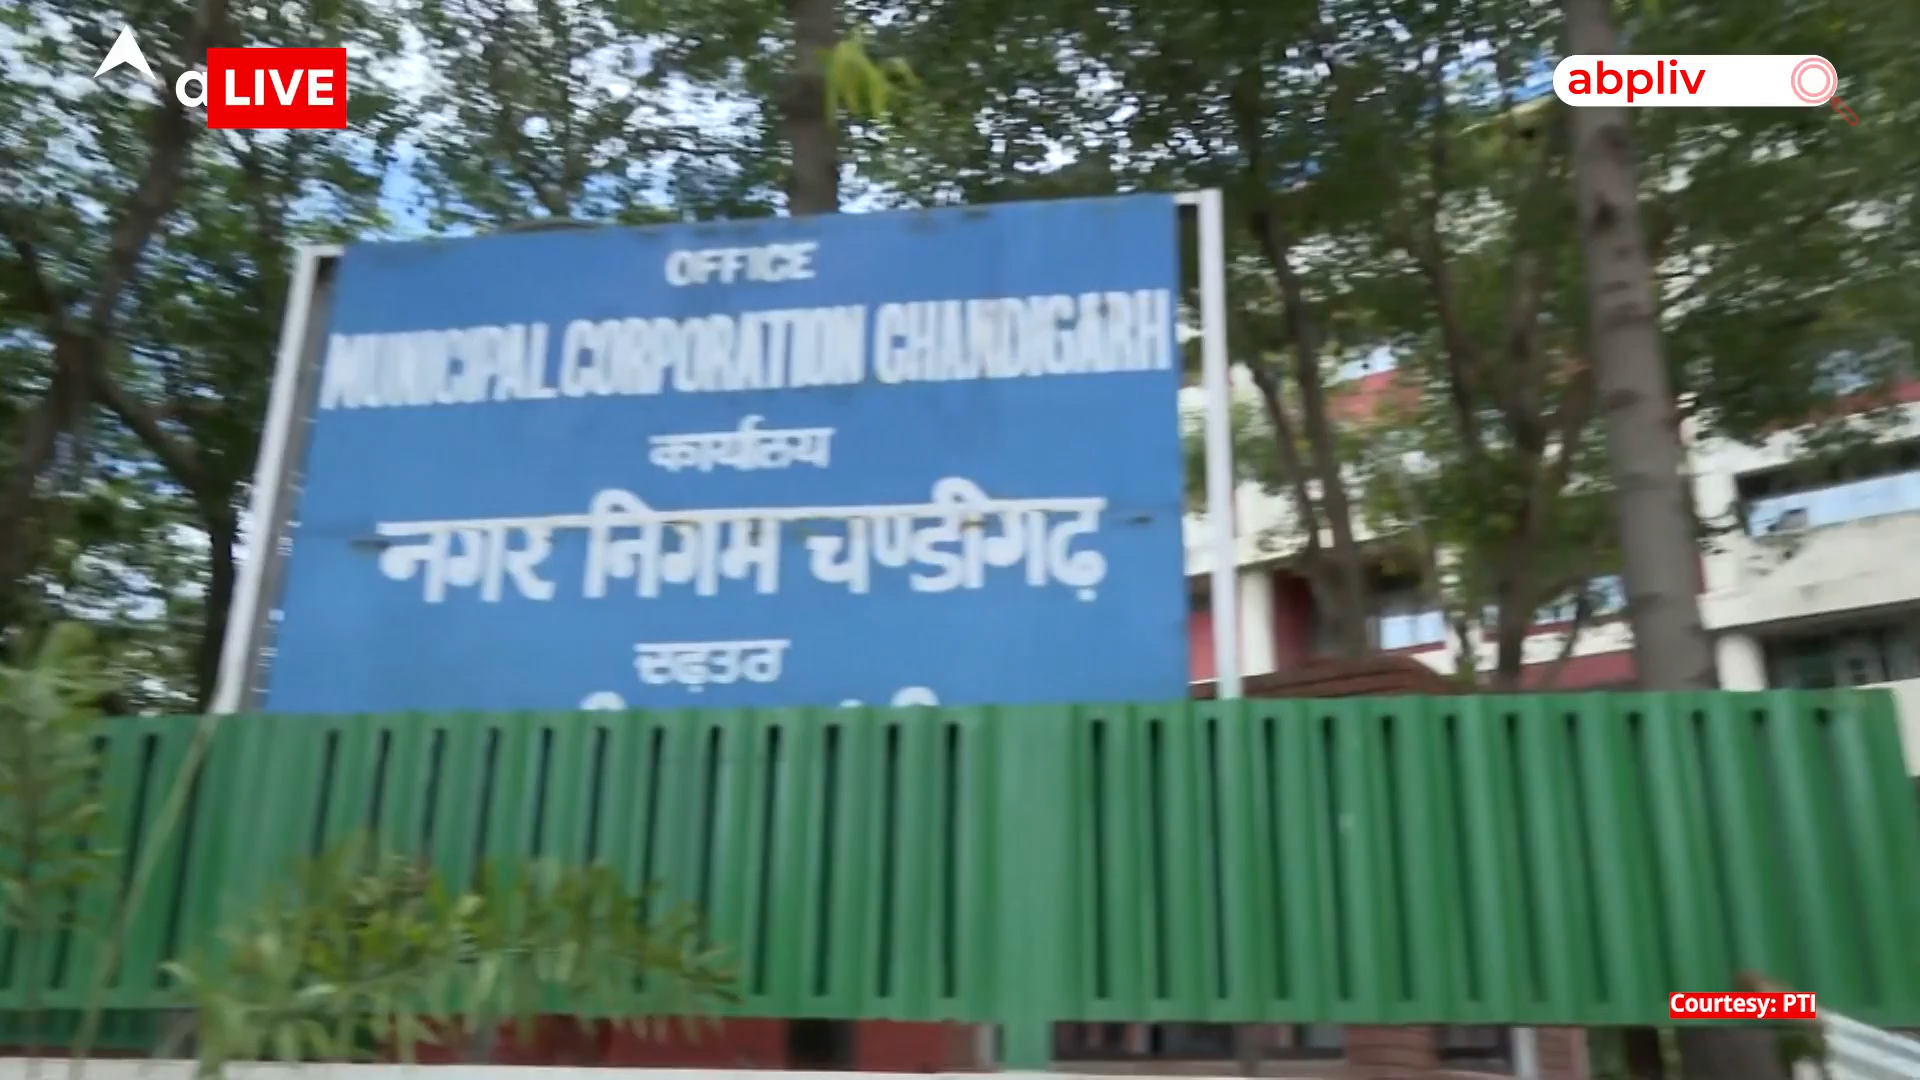 a LIVE
abpliv
OFFICE
MUNICIPAL CORPORATION CHANDIGARH
कार्यालय
नगर निगम चण्डीगढ़
ਦਫ਼ਤਰ
Courtesy: PTI